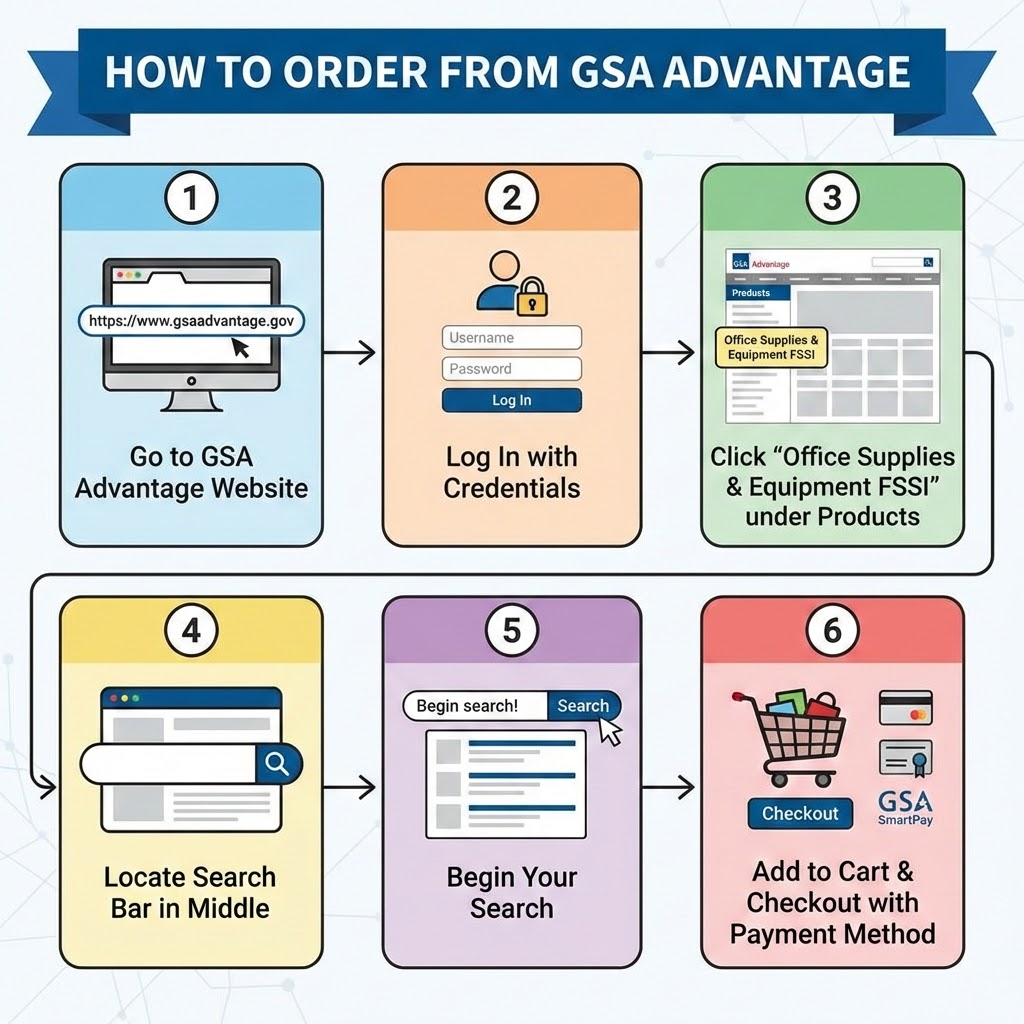 HOW TO ORDER FROM GSA ADVANTAGE
1
https://www.gsaadvantage.gov
Go to GSA
Advantage Website
2
Username
Password
Log In
Log In with
Credentials
3
GSA Advantage
Products
Office Supplies &
Equipment FSSI
Click “Office Supplies
& Equipment FSSI”
under Products
4
Locate Search
Bar in Middle
5
Begin search!
Search
Begin Your
Search
6
Checkout
GSA
SmartPay
Add to Cart &
Checkout with
Payment Method